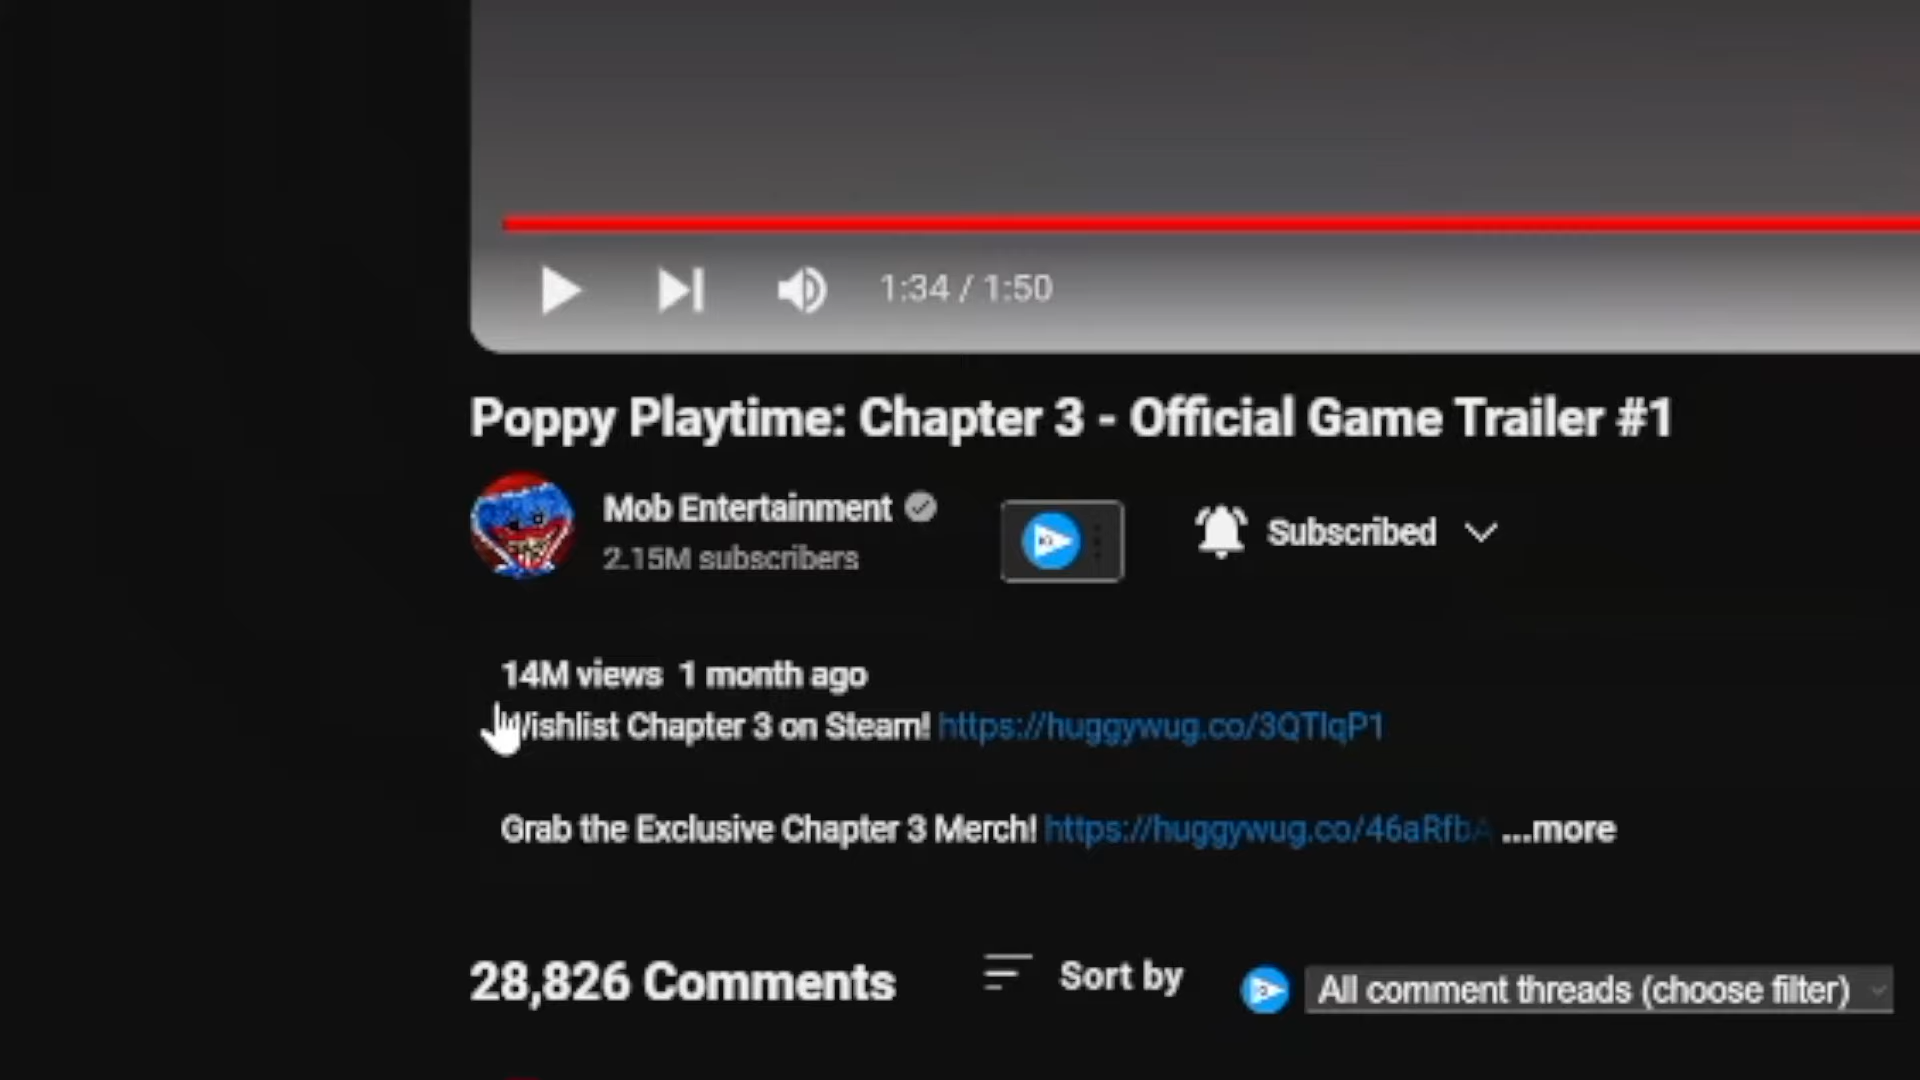 1:34 / 1:50
Poppy Playtime: Chapter 3 - Official Game Trailer #1
Mob Entertainment
2.15M subscribers
Subscribed
14M views 1 month ago
Wishlist Chapter 3 on Steam! https://huggywug.co/3QTlqP1
Grab the Exclusive Chapter 3 Merch! https://huggywug.co/46aRfbA ...more
28,826 Comments
Sort by
All comment threads (choose filter)